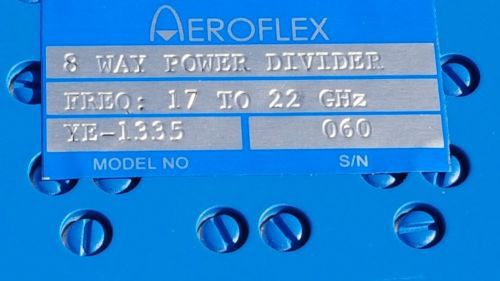 AEROFLEX
8 WAY POWER DIVIDER
FREQ: 17 TO 22 GHz
YE-1335 060
MODEL NO S/N